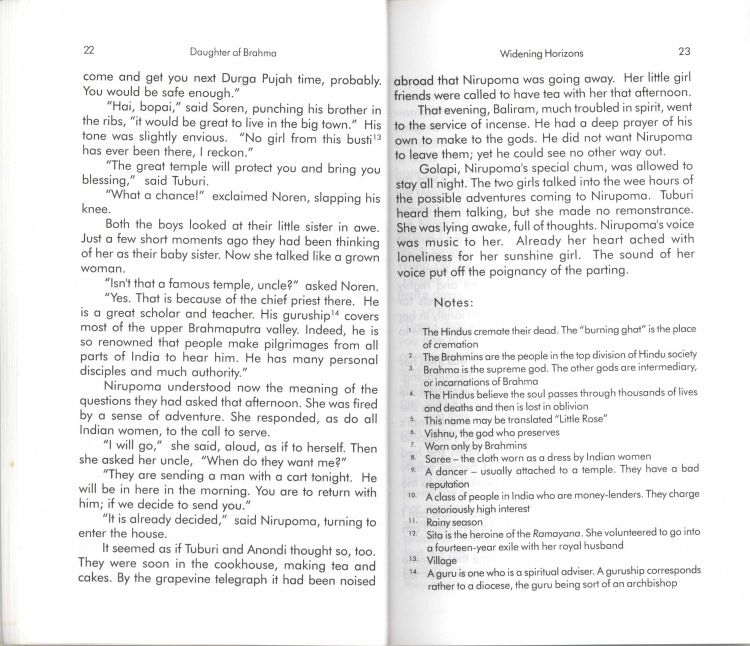 22
Daughter of Brahma
come and get you next Durga Pujah time, probably.
You would be safe enough.”
“Hai, bopai,” said Soren, punching his brother in
the ribs, “it would be great to live in the big town.” His
tone was slightly envious. “No girl from this busti¹³
has ever been there, I reckon.”
“The great temple will protect you and bring you
blessing,” said Tuburi.
“What a chance!” exclaimed Noren, slapping his
knee.
Both the boys looked at their little sister in awe.
Just a few short moments ago they had been thinking
of her as their baby sister. Now she talked like a grown
woman.
“Isn't that a famous temple, uncle?” asked Noren.
“Yes. That is because of the chief priest there. He
is a great scholar and teacher. His guruship¹⁴ covers
most of the upper Brahmaputra valley. Indeed, he is
so renowned that people make pilgrimages from all
parts of India to hear him. He has many personal
disciples and much authority.”
Nirupoma understood now the meaning of the
questions they had asked that afternoon. She was fired
by a sense of adventure. She responded, as do all
Indian women, to the call to serve.
“I will go,” she said, aloud, as if to herself. Then
she asked her uncle, “When do they want me?”
“They are sending a man with a cart tonight. He
will be in here in the morning. You are to return with
him; if we decide to send you.”
“It is already decided,” said Nirupoma, turning to
enter the house.
It seemed as if Tuburi and Anondi thought so, too.
They were soon in the cookhouse, making tea and
cakes. By the grapevine telegraph it had been noised
Widening Horizons
23
abroad that Nirupoma was going away. Her little girl
friends were called to have tea with her that afternoon.
That evening, Baliram, much troubled in spirit, went
to the service of incense. He had a deep prayer of his
own to make to the gods. He did not want Nirupoma
to leave them; yet he could see no other way out.
Golapi, Nirupoma's special chum, was allowed to
stay all night. The two girls talked into the wee hours of
the possible adventures coming to Nirupoma. Tuburi
heard them talking, but she made no remonstrance.
She was lying awake, full of thoughts. Nirupoma's voice
was music to her. Already her heart ached with
loneliness for her sunshine girl. The sound of her
voice put off the poignancy of the parting.
Notes:
1. The Hindus cremate their dead. The “burning ghat” is the place
of cremation
2. The Brahmins are the people in the top division of Hindu society
3. Brahma is the supreme god. The other gods are intermediary,
or incarnations of Brahma
4. The Hindus believe the soul passes through thousands of lives
and deaths and then is lost in oblivion
5. This name may be translated “Little Rose”
6. Vishnu, the god who preserves
7. Worn only by Brahmins
8. Saree – the cloth worn as a dress by Indian women
9. A dancer – usually attached to a temple. They have a bad
reputation
10. A class of people in India who are money-lenders. They charge
notoriously high interest
11. Rainy season
12. Sita is the heroine of the Ramayana. She volunteered to go into
a fourteen-year exile with her royal husband
13. Village
14. A guru is one who is a spiritual adviser. A guruship corresponds
rather to a diocese, the guru being sort of an archbishop